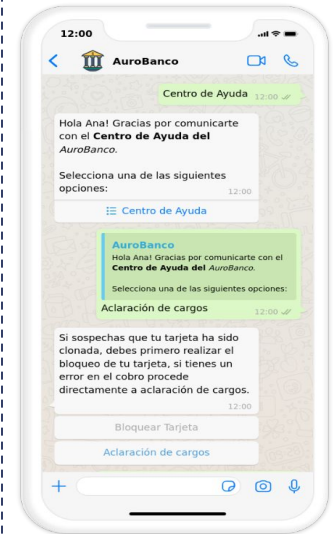 12:00
AuroBanco
Centro de Ayuda 12:00
Hola Ana! Gracias por comunicarte
con el Centro de Ayuda del
AuroBanco.
Selecciona una de las siguientes
opciones:
12:00
Centro de Ayuda
AuroBanco
Hola Ana! Gracias por comunicarte con el
Centro de Ayuda del AuroBanco.
Selecciona una de las siguientes opciones:
Aclaración de cargos
12:00
Si sospechas que tu tarjeta ha sido
clonada, debes primero realizar el
bloqueo de tu tarjeta, si tienes un
error en el cobro procede
directamente a aclaración de cargos.
12:00
Bloquear Tarjeta
Aclaración de cargos